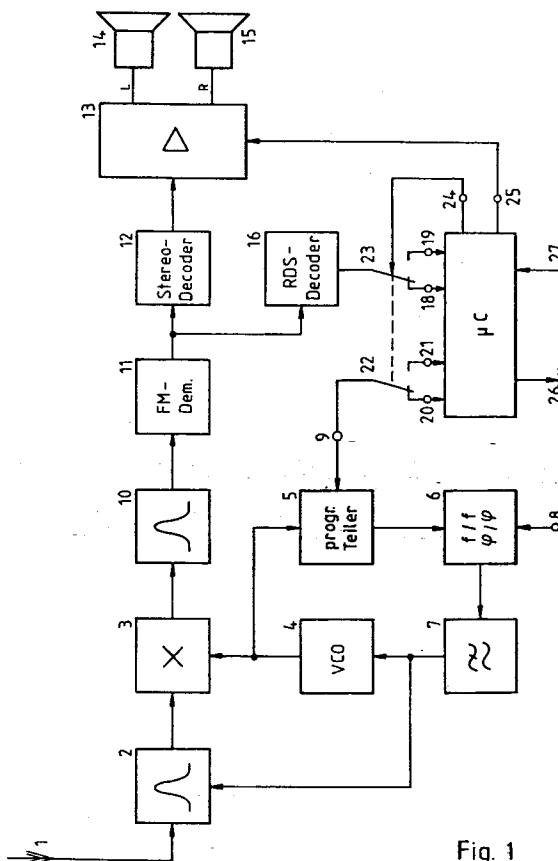 1
2
3
X
10
11
FM-
Dem.
12
Stereo-
Decoder
13
14
L
15
R
16
RDS-
Decoder
4
VCO
5
progr.
Teiler
9
22
23
20
21
18
19
24
25
7
6
f/f
φ/φ
8
µC
26
27
Fig. 1